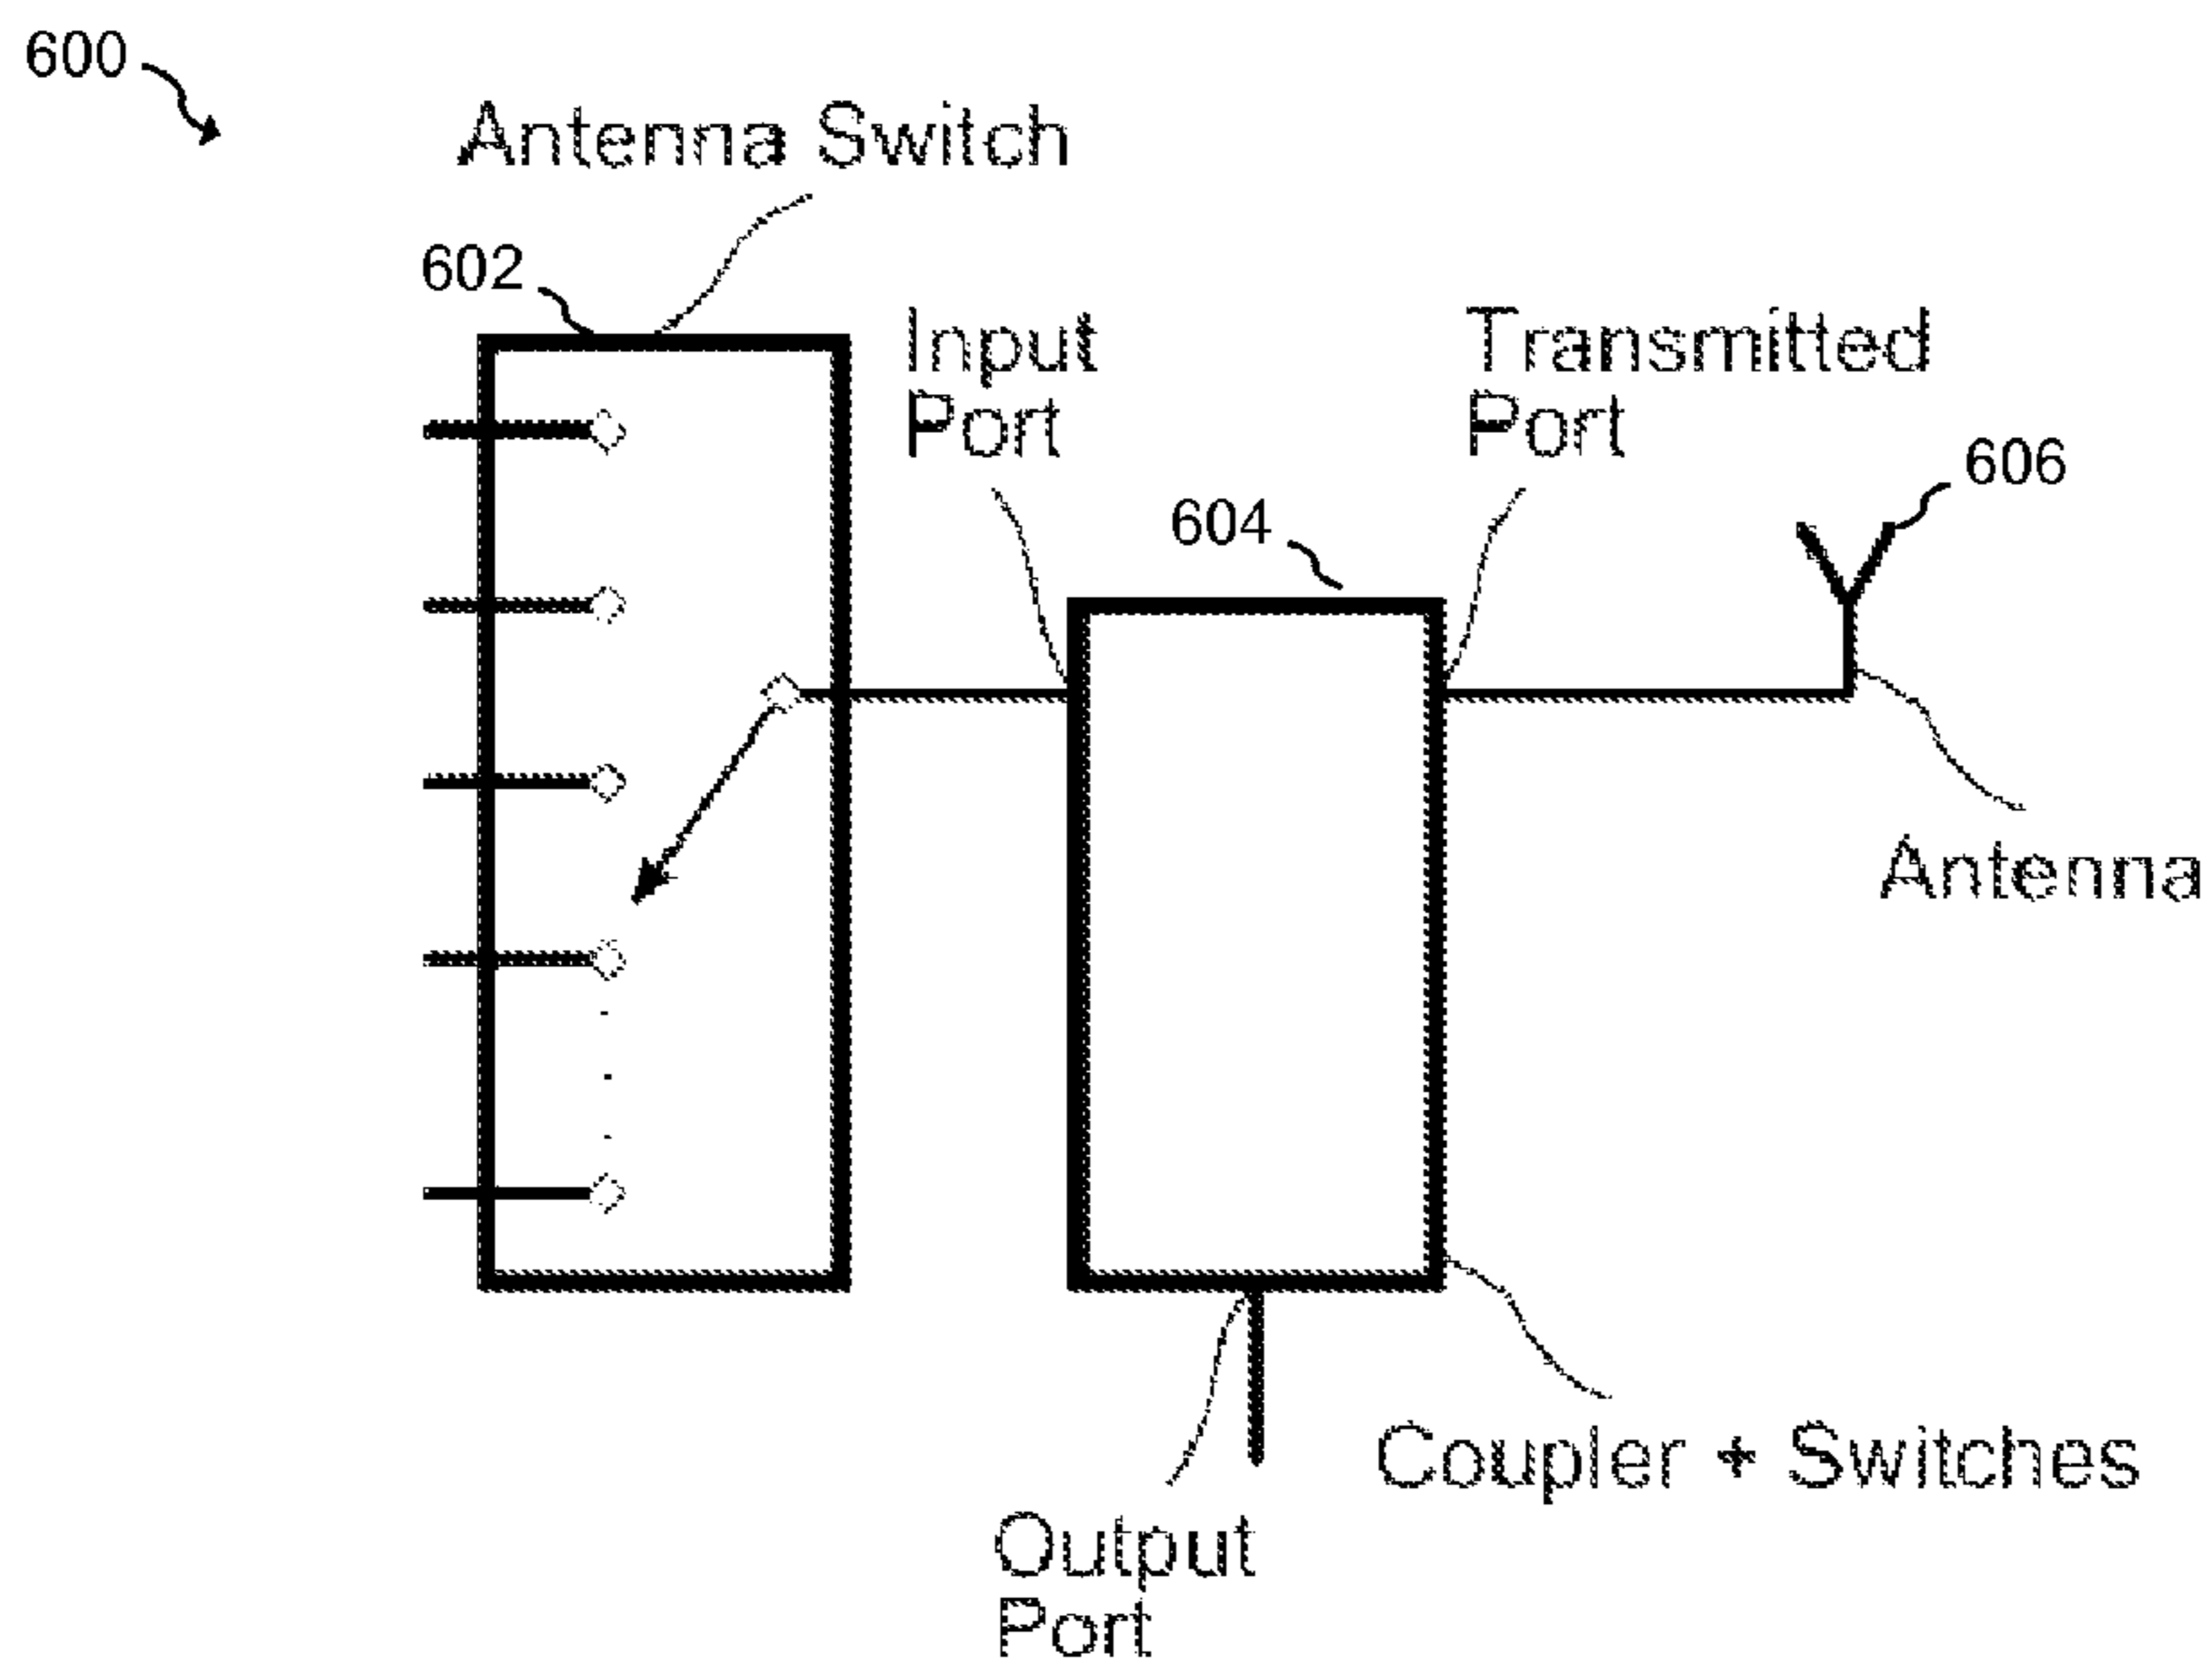 600
Antenna Switch
602
Input
Port
Transmitted
Port
606
604
Antenna
Coupler + Switches
Output
Port